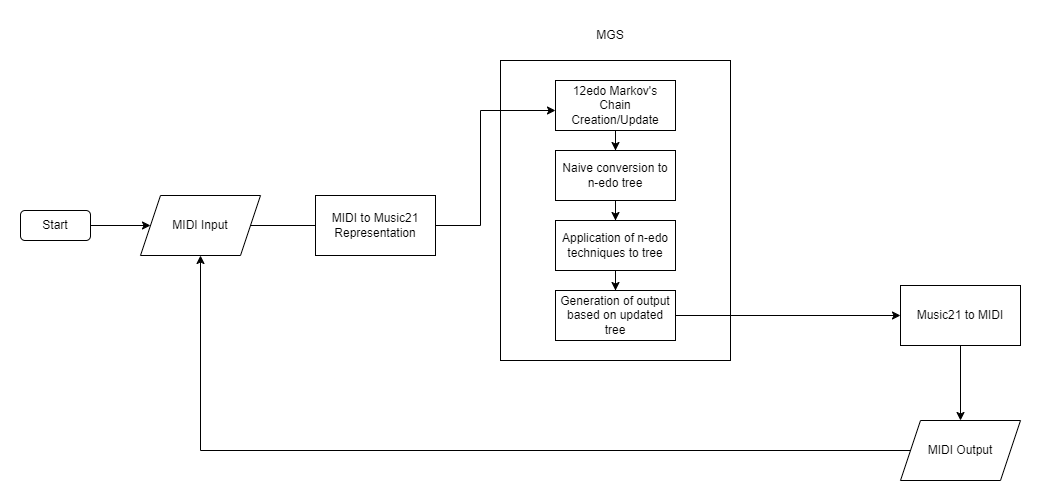 MGS
12edo Markov's
Chain
Creation/Update
Naive conversion to
n-edo tree
Start
MIDI Input
MIDI to Music21
Representation
Application of n-edo
techniques to tree
Generation of output
based on updated
tree
Music21 to MIDI
MIDI Output